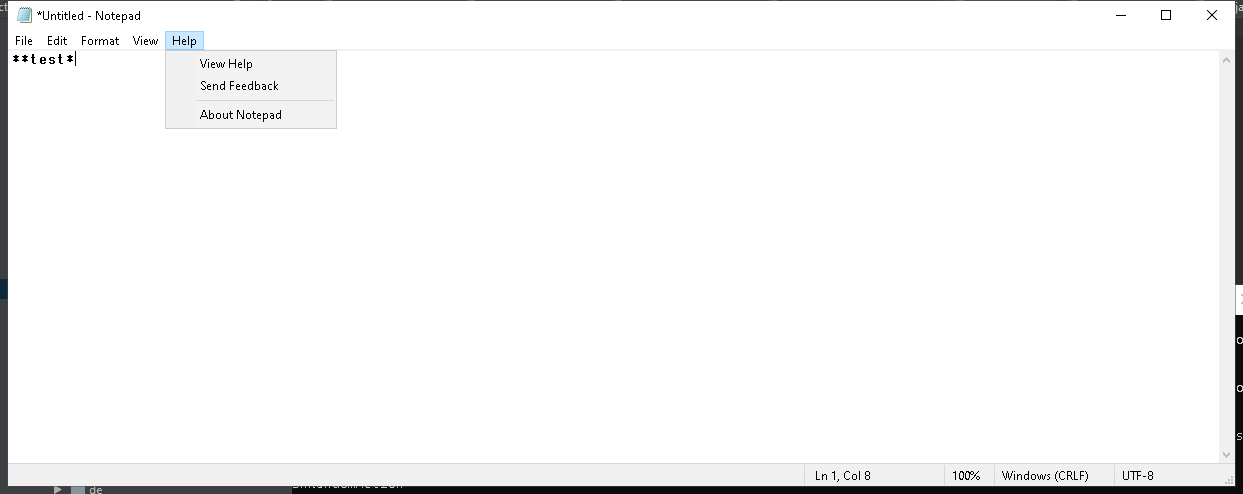 *Untitled - Notepad
File Edit Format View Help
**test*
View Help
Send Feedback
About Notepad
Ln 1, Col 8 100% Windows (CRLF) UTF-8
de